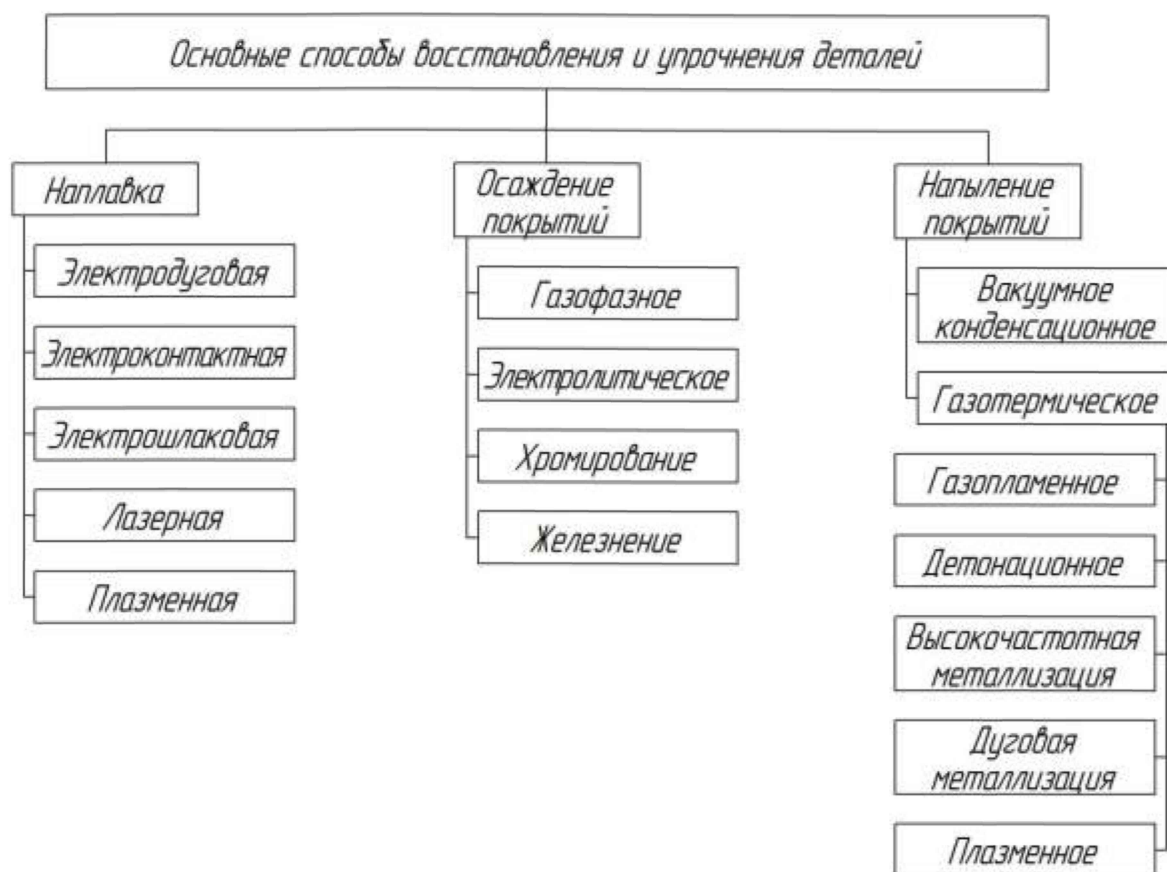 Основные способы восстановления и упрочнения деталей
Наплавка
Электродуговая
Электроконтактная
Электрошлаковая
Лазерная
Плазменная
Осаждение
покрытий
Газофазное
Электролитическое
Хромирование
Железнение
Напыление
покрытий
Вакуумное
конденсационное
Газотермическое
Газопламенное
Детонационное
Высокочастотная
металлизация
Дуговая
металлизация
Плазменное